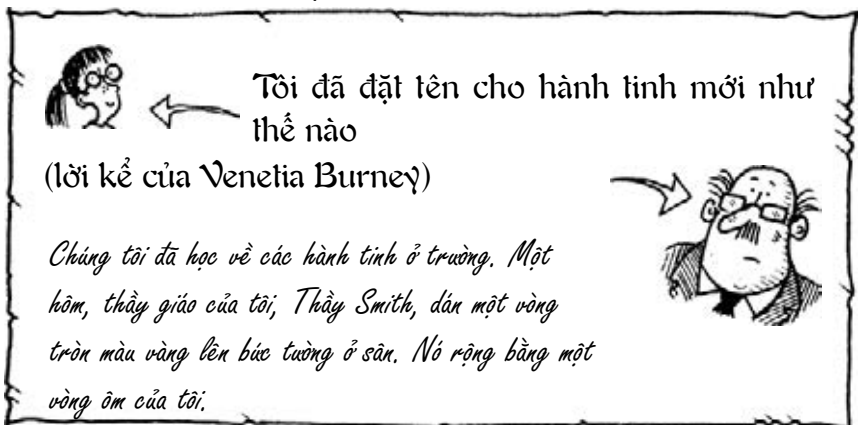 Tôi đã đặt tên cho hành tinh mới như
thế nào
(lời kể của Venetia Burney)
Chúng tôi đã học về các hành tinh ở trường. Một
hôm, thầy giáo của tôi, Thầy Smith, dán một vòng
tròn màu vàng lên bức tường ở sân. Nó rộng bằng một
vòng ôm của tôi.